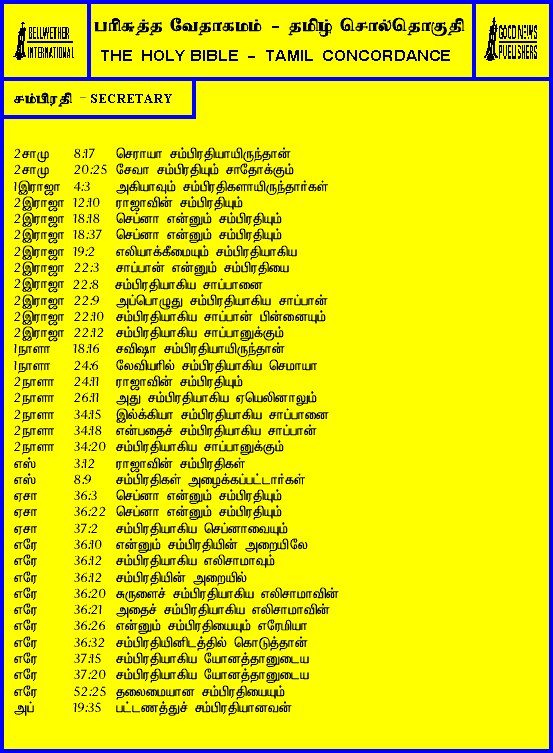 BELLWETHER
INTERNATIONAL
பரிசுத்த வேதாகமம் - தமிழ் சொல்தொகுதி
THE HOLY BIBLE - TAMIL CONCORDANCE
GOOD NEWS
PUBLISHERS
சம்பிரதி - SECRETARY
2சாமு 8:17 செராயா சம்பிரதியாயிருந்தான்
2சாமு 20:25 சேவா சம்பிரதியும் சாதோக்கும்
1இராஜா 4:3 அகியாவும் சம்பிரதிகளாயிருந்தார்கள்
2இராஜா 12:10 ராஜாவின் சம்பிரதியும்
2இராஜா 18:18 செப்னா என்னும் சம்பிரதியும்
2இராஜா 18:37 செப்னா என்னும் சம்பிரதியும்
2இராஜா 19:2 எலியாக்கீமையும் சம்பிரதியாகிய
2இராஜா 22:3 சாப்பான் என்னும் சம்பிரதியை
2இராஜா 22:8 சம்பிரதியாகிய சாப்பானை
2இராஜா 22:9 அப்பொழுது சம்பிரதியாகிய சாப்பான்
2இராஜா 22:10 சம்பிரதியாகிய சாப்பான் பின்னையும்
2இராஜா 22:12 சம்பிரதியாகிய சாப்பானுக்கும்
1நாளா 18:16 சவிஷா சம்பிரதியாயிருந்தான்
1நாளா 24:6 லேவியரில் சம்பிரதியாகிய செமாயா
2நாளா 24:11 ராஜாவின் சம்பிரதியும்
2நாளா 26:11 அது சம்பிரதியாகிய ஏயெலினாலும்
2நாளா 34:15 இல்க்கியா சம்பிரதியாகிய சாப்பானை
2நாளா 34:18 என்பதைச் சம்பிரதியாகிய சாப்பான்
2நாளா 34:20 சம்பிரதியாகிய சாப்பானுக்கும்
எஸ் 3:12 ராஜாவின் சம்பிரதிகள்
எஸ் 8:9 சம்பிரதிகள் அழைக்கப்பட்டார்கள்
ஏசா 36:3 செப்னா என்னும் சம்பிரதியும்
ஏசா 36:22 செப்னா என்னும் சம்பிரதியும்
ஏசா 37:2 சம்பிரதியாகிய செப்னாவையும்
எரே 36:10 என்னும் சம்பிரதியின் அறையிலே
எரே 36:12 சம்பிரதியாகிய எலிசாமாவும்
எரே 36:12 சம்பிரதியின் அறையில்
எரே 36:20 சுருளைச் சம்பிரதியாகிய எலிசாமாவின்
எரே 36:21 அதைச் சம்பிரதியாகிய எலிசாமாவின்
எரே 36:26 என்னும் சம்பிரதியையும் எரேமியா
எரே 36:32 சம்பிரதியினிடத்தில் கொடுத்தான்
எரே 37:15 சம்பிரதியாகிய யோனத்தானுடைய
எரே 37:20 சம்பிரதியாகிய யோனத்தானுடைய
எரே 52:25 தலைமையான சம்பிரதியையும்
அப் 19:35 பட்டணத்துச் சம்பிரதியானவன்